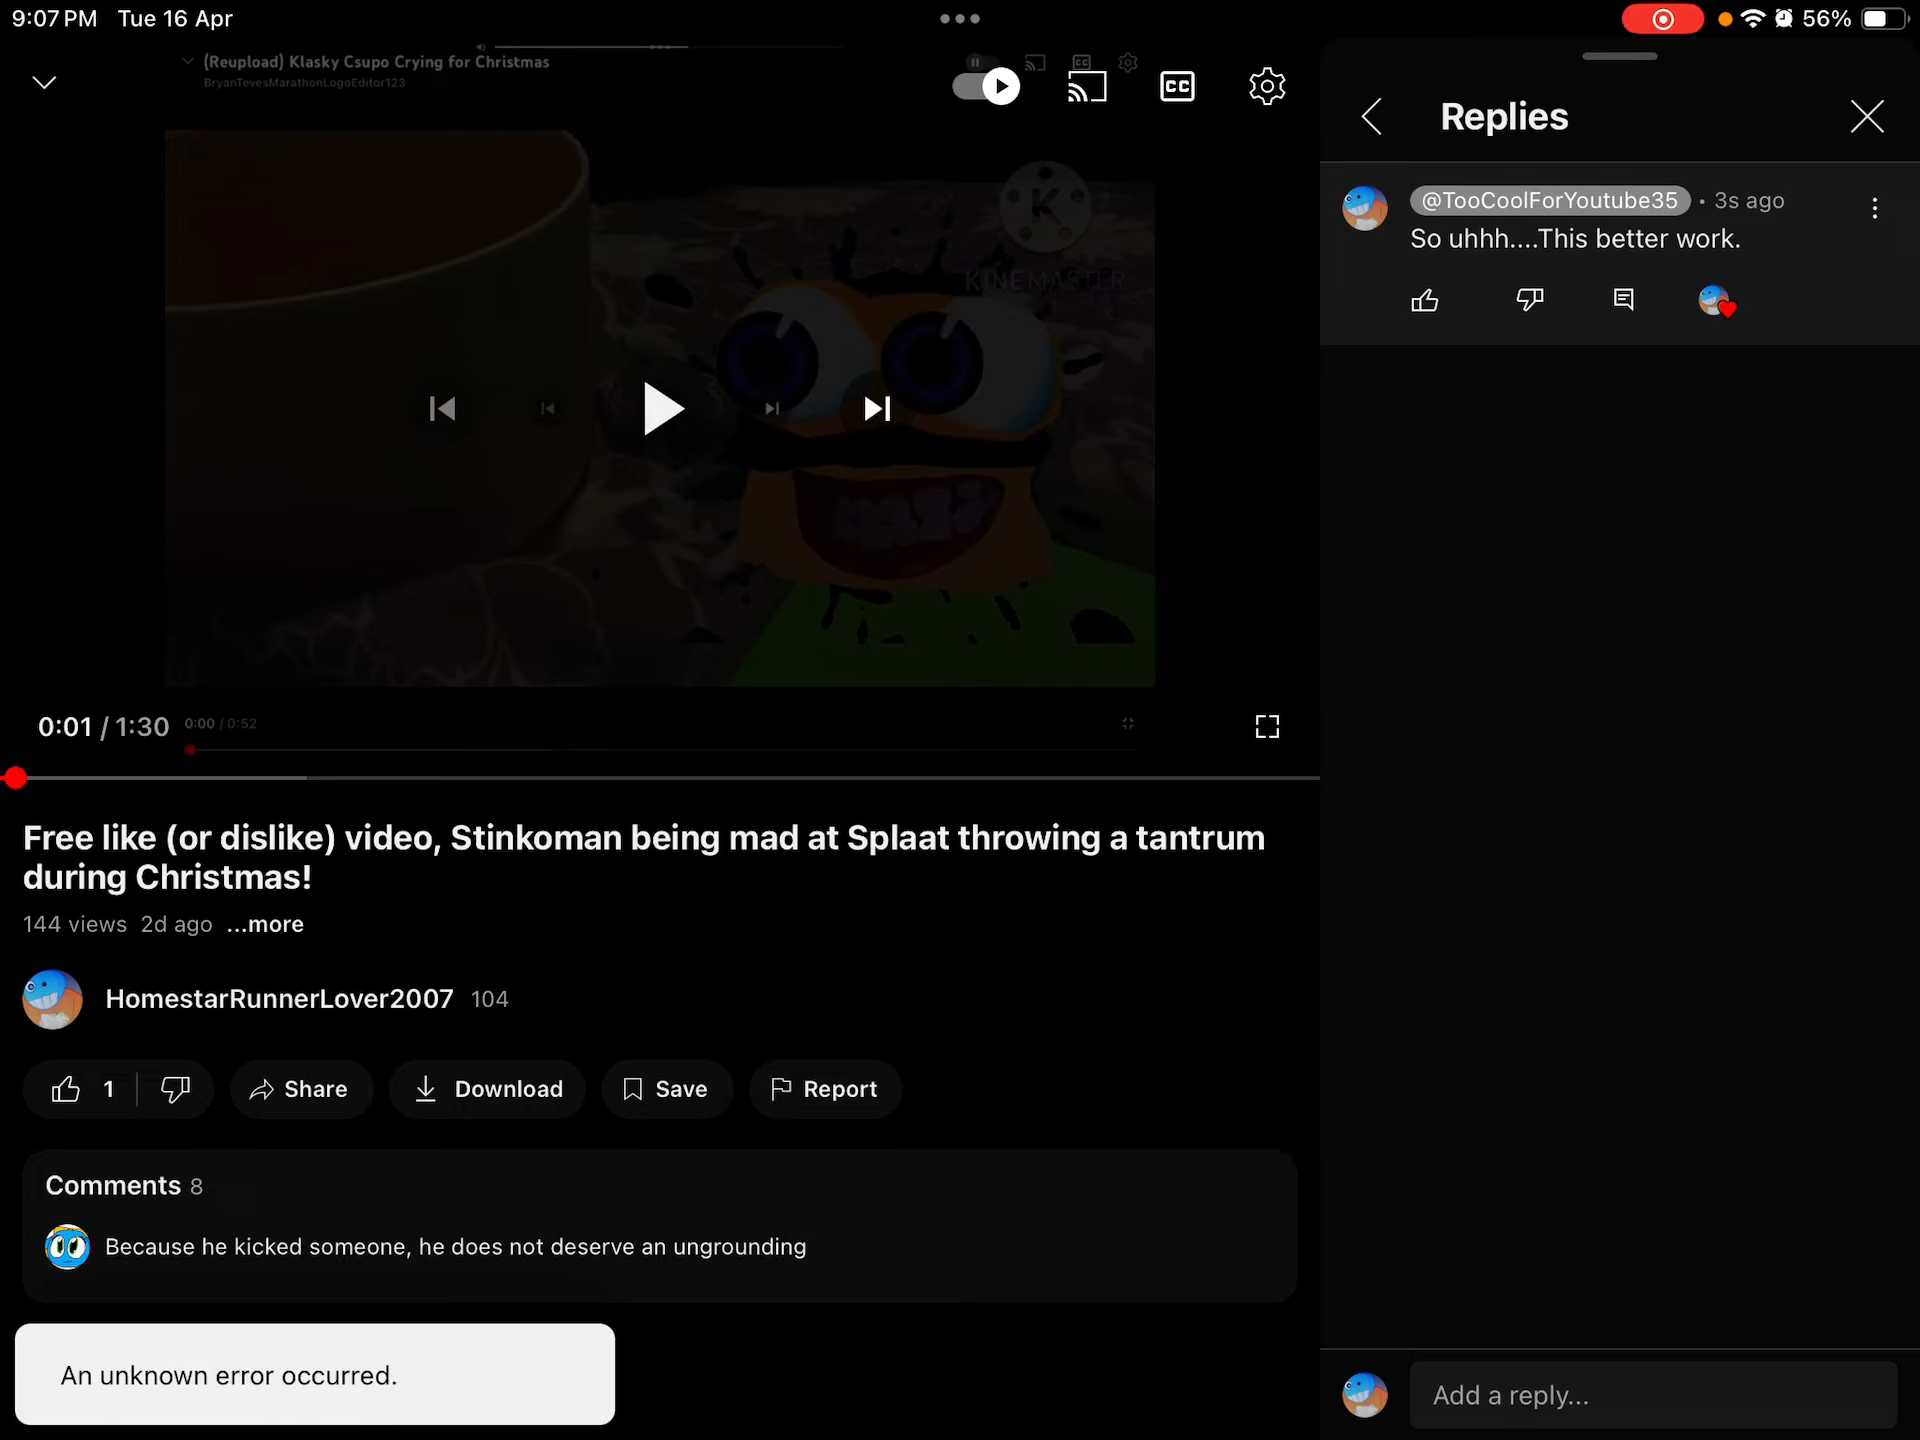 9:07 PM Tue 16 Apr
56%
(Reupload) Klasky Csupo Crying for Christmas
BryanTevesMarathonLogoEditor123
CC
CC
K
KINEMASTER
0:01 / 1:30
0:00 / 0:52
Free like (or dislike) video, Stinkoman being mad at Splaat throwing a tantrum
during Christmas!
144 views 2d ago ...more
HomestarRunnerLover2007 104
1
Share
Download
Save
Report
Comments 8
Because he kicked someone, he does not deserve an ungrounding
An unknown error occurred.
Replies
@TooCoolForYoutube35 • 3s ago
So uhhh....This better work.
Add a reply...